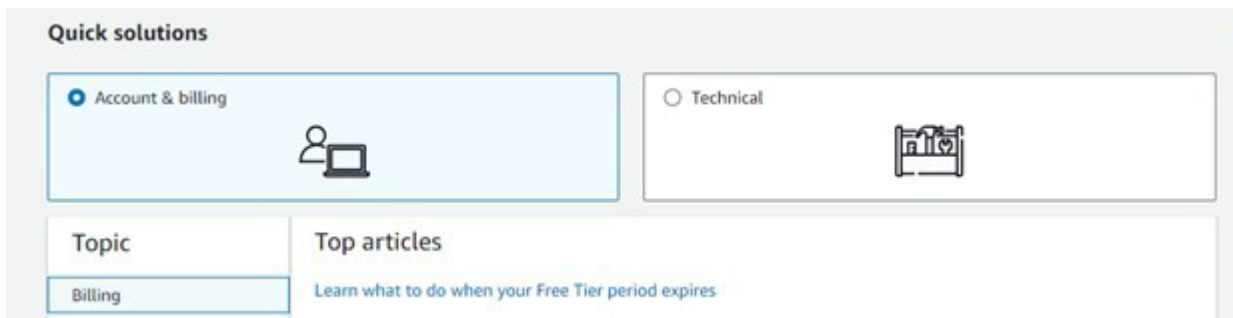 Quick solutions
Account & billing
Technical
Topic
Top articles
Billing
Learn what to do when your Free Tier period expires